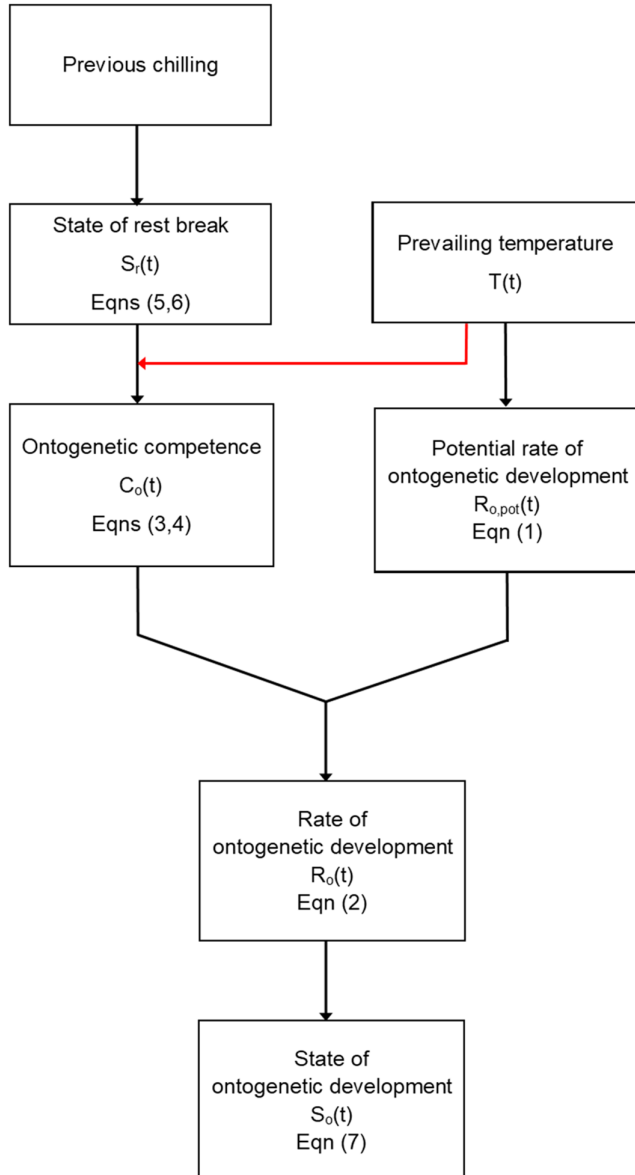 Previous chilling
State of rest break
Sᵣ(t)
Eqns (5,6)
Prevailing temperature
T(t)
Ontogenetic competence
Cₒ(t)
Eqns (3,4)
Potential rate of
ontogenetic development
Rₒ,ₚₒₜ(t)
Eqn (1)
Rate of
ontogenetic development
Rₒ(t)
Eqn (2)
State of
ontogenetic development
Sₒ(t)
Eqn (7)